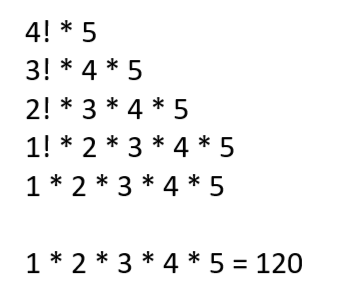 4! * 5
3! * 4 * 5
2! * 3 * 4 * 5
1! * 2 * 3 * 4 * 5
1 * 2 * 3 * 4 * 5
1 * 2 * 3 * 4 * 5 = 120